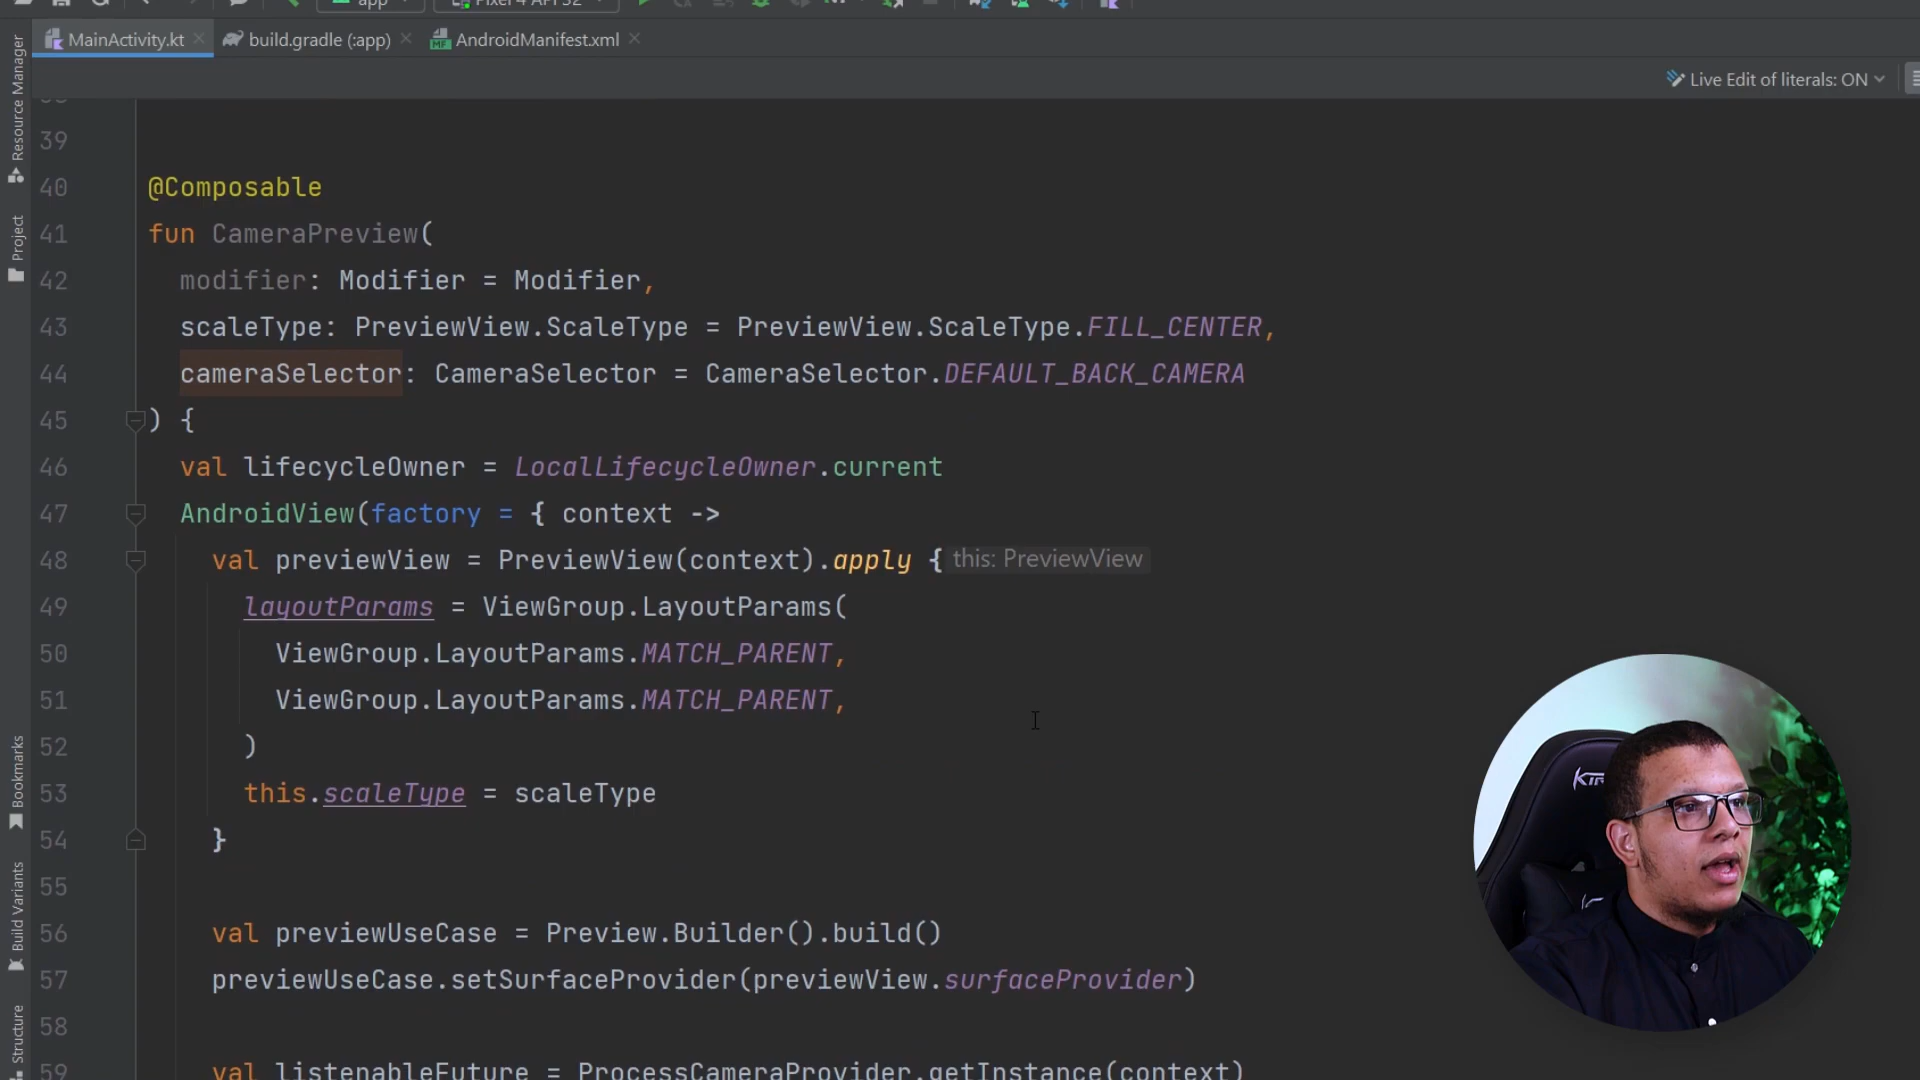 app
Pixel 4 API 32
MainActivity.kt
build.gradle (:app)
AndroidManifest.xml
Live Edit of literals: ON
Resource Manager
Project
Bookmarks
Build Variants
Structure
39
40 @Composable
41 fun CameraPreview(
42 modifier: Modifier = Modifier,
43 scaleType: PreviewView.ScaleType = PreviewView.ScaleType.FILL_CENTER,
44 cameraSelector: CameraSelector = CameraSelector.DEFAULT_BACK_CAMERA
45 ) {
46 val lifecycleOwner = LocalLifecycleOwner.current
47 AndroidView(factory = { context ->
48 val previewView = PreviewView(context).apply { this: PreviewView
49 layoutParams = ViewGroup.LayoutParams(
50 ViewGroup.LayoutParams.MATCH_PARENT,
51 ViewGroup.LayoutParams.MATCH_PARENT,
52 )
53 this.scaleType = scaleType
54 }
55
56 val previewUseCase = Preview.Builder().build()
57 previewUseCase.setSurfaceProvider(previewView.surfaceProvider)
58
59 val listenableFuture = ProcessCameraProvider.getInstance(context)